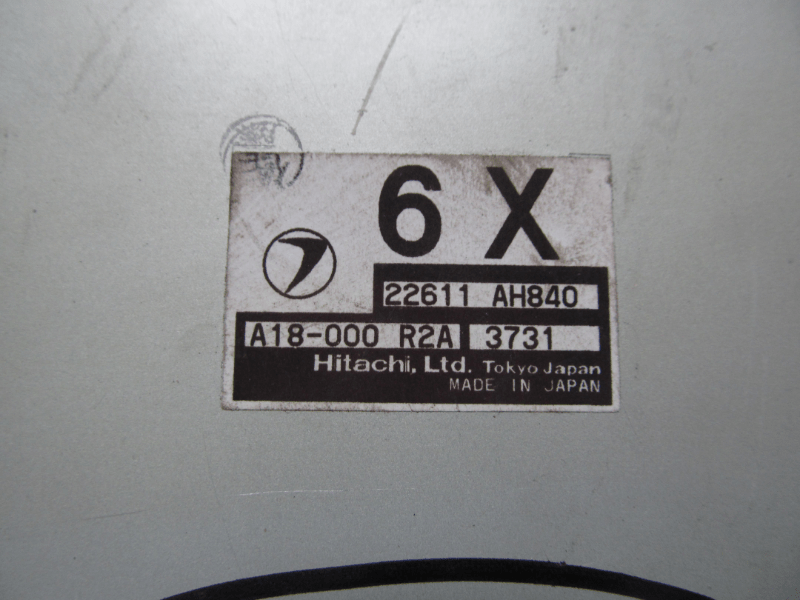 6 X
22611 AH840
A18-000 R2A 3731
Hitachi, Ltd. Tokyo Japan
MADE IN JAPAN